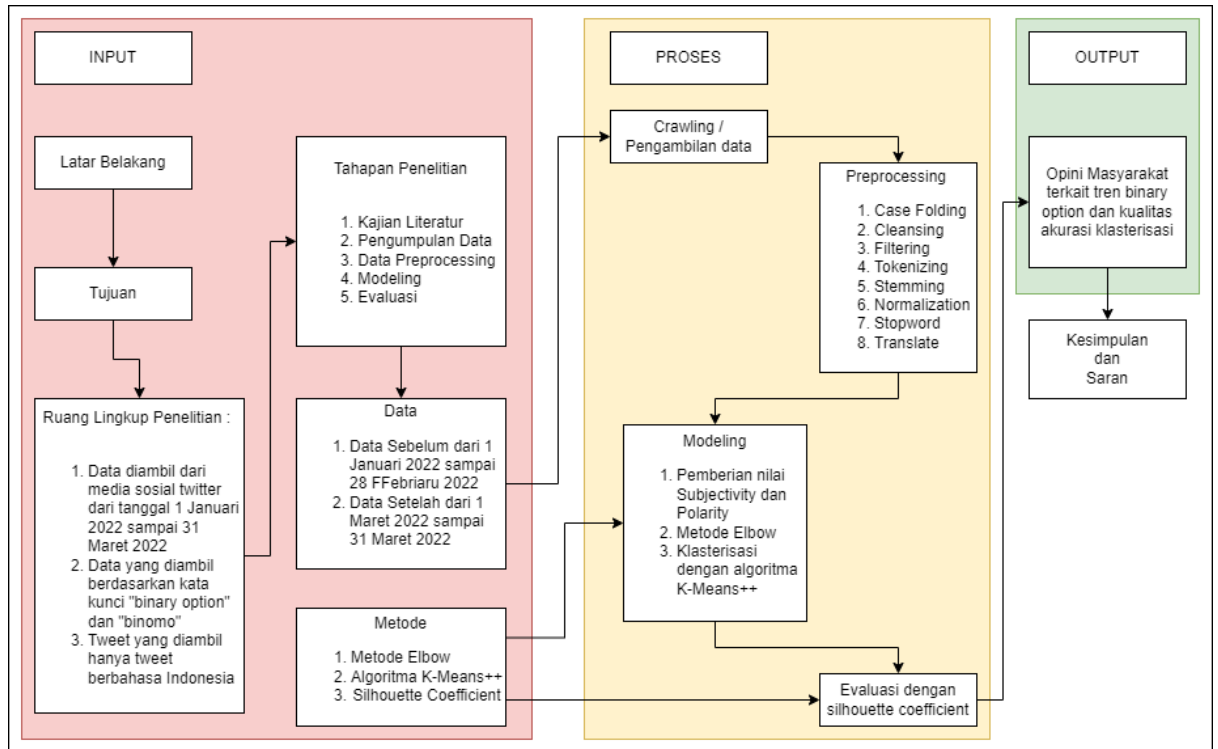 INPUT
Latar Belakang
Tujuan
Ruang Lingkup Penelitian :
1. Data diambil dari
media sosial twitter
dari tanggal 1 Januari
2022 sampai 31
Maret 2022
2. Data yang diambil
berdasarkan kata
kunci "binary option"
dan "binomo"
3. Tweet yang diambil
hanya tweet
berbahasa Indonesia
Tahapan Penelitian
1. Kajian Literatur
2. Pengumpulan Data
3. Data Preprocessing
4. Modeling
5. Evaluasi
Data
1. Data Sebelum dari 1
Januari 2022 sampai
28 FFebriaru 2022
2. Data Setelah dari 1
Maret 2022 sampai
31 Maret 2022
Metode
1. Metode Elbow
2. Algoritma K-Means++
3. Silhouette Coefficient
PROSES
Crawling /
Pengambilan data
Preprocessing
1. Case Folding
2. Cleansing
3. Filtering
4. Tokenizing
5. Stemming
6. Normalization
7. Stopword
8. Translate
Modeling
1. Pemberian nilai
Subjectivity dan
Polarity
2. Metode Elbow
3. Klasterisasi
dengan algoritma
K-Means++
Evaluasi dengan
silhouette coefficient
OUTPUT
Opini Masyarakat
terkait tren binary
option dan kualitas
akurasi klasterisasi
Kesimpulan
dan
Saran